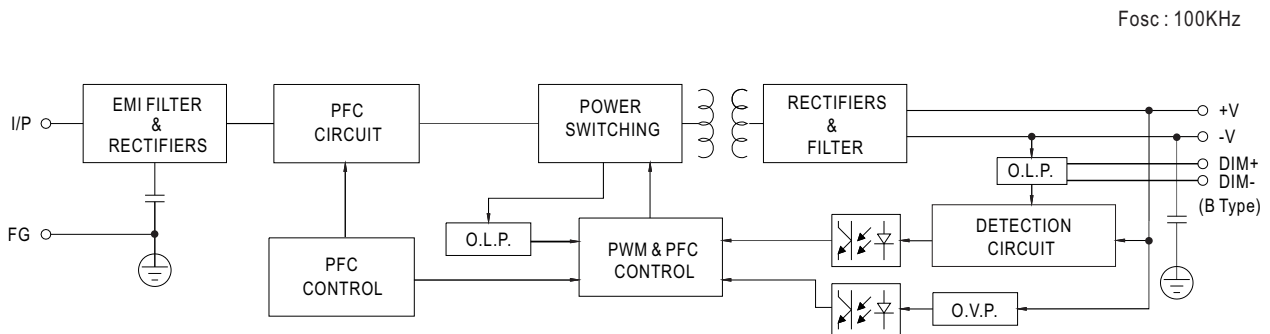 Fosc : 100KHz
I/P
EMI FILTER
&
RECTIFIERS
PFC
CIRCUIT
POWER
SWITCHING
RECTIFIERS
&
FILTER
+V
-V
O.L.P.
DIM+
DIM-
(B Type)
FG
O.L.P.
PFC
CONTROL
PWM & PFC
CONTROL
DETECTION
CIRCUIT
O.V.P.